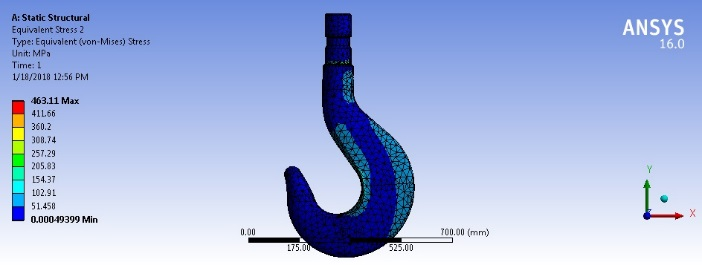 A: Static Structural
Equivalent Stress 2
Type: Equivalent (von-Mises) Stress
Unit: MPa
Time: 1
1/18/2018 12:56 PM
463.11 Max
411.66
360.2
308.74
257.29
205.83
154.37
102.91
51.458
0.00049399 Min
ANSYS
16.0
0.00
700.00 (mm)
175.00
525.00
Y
X